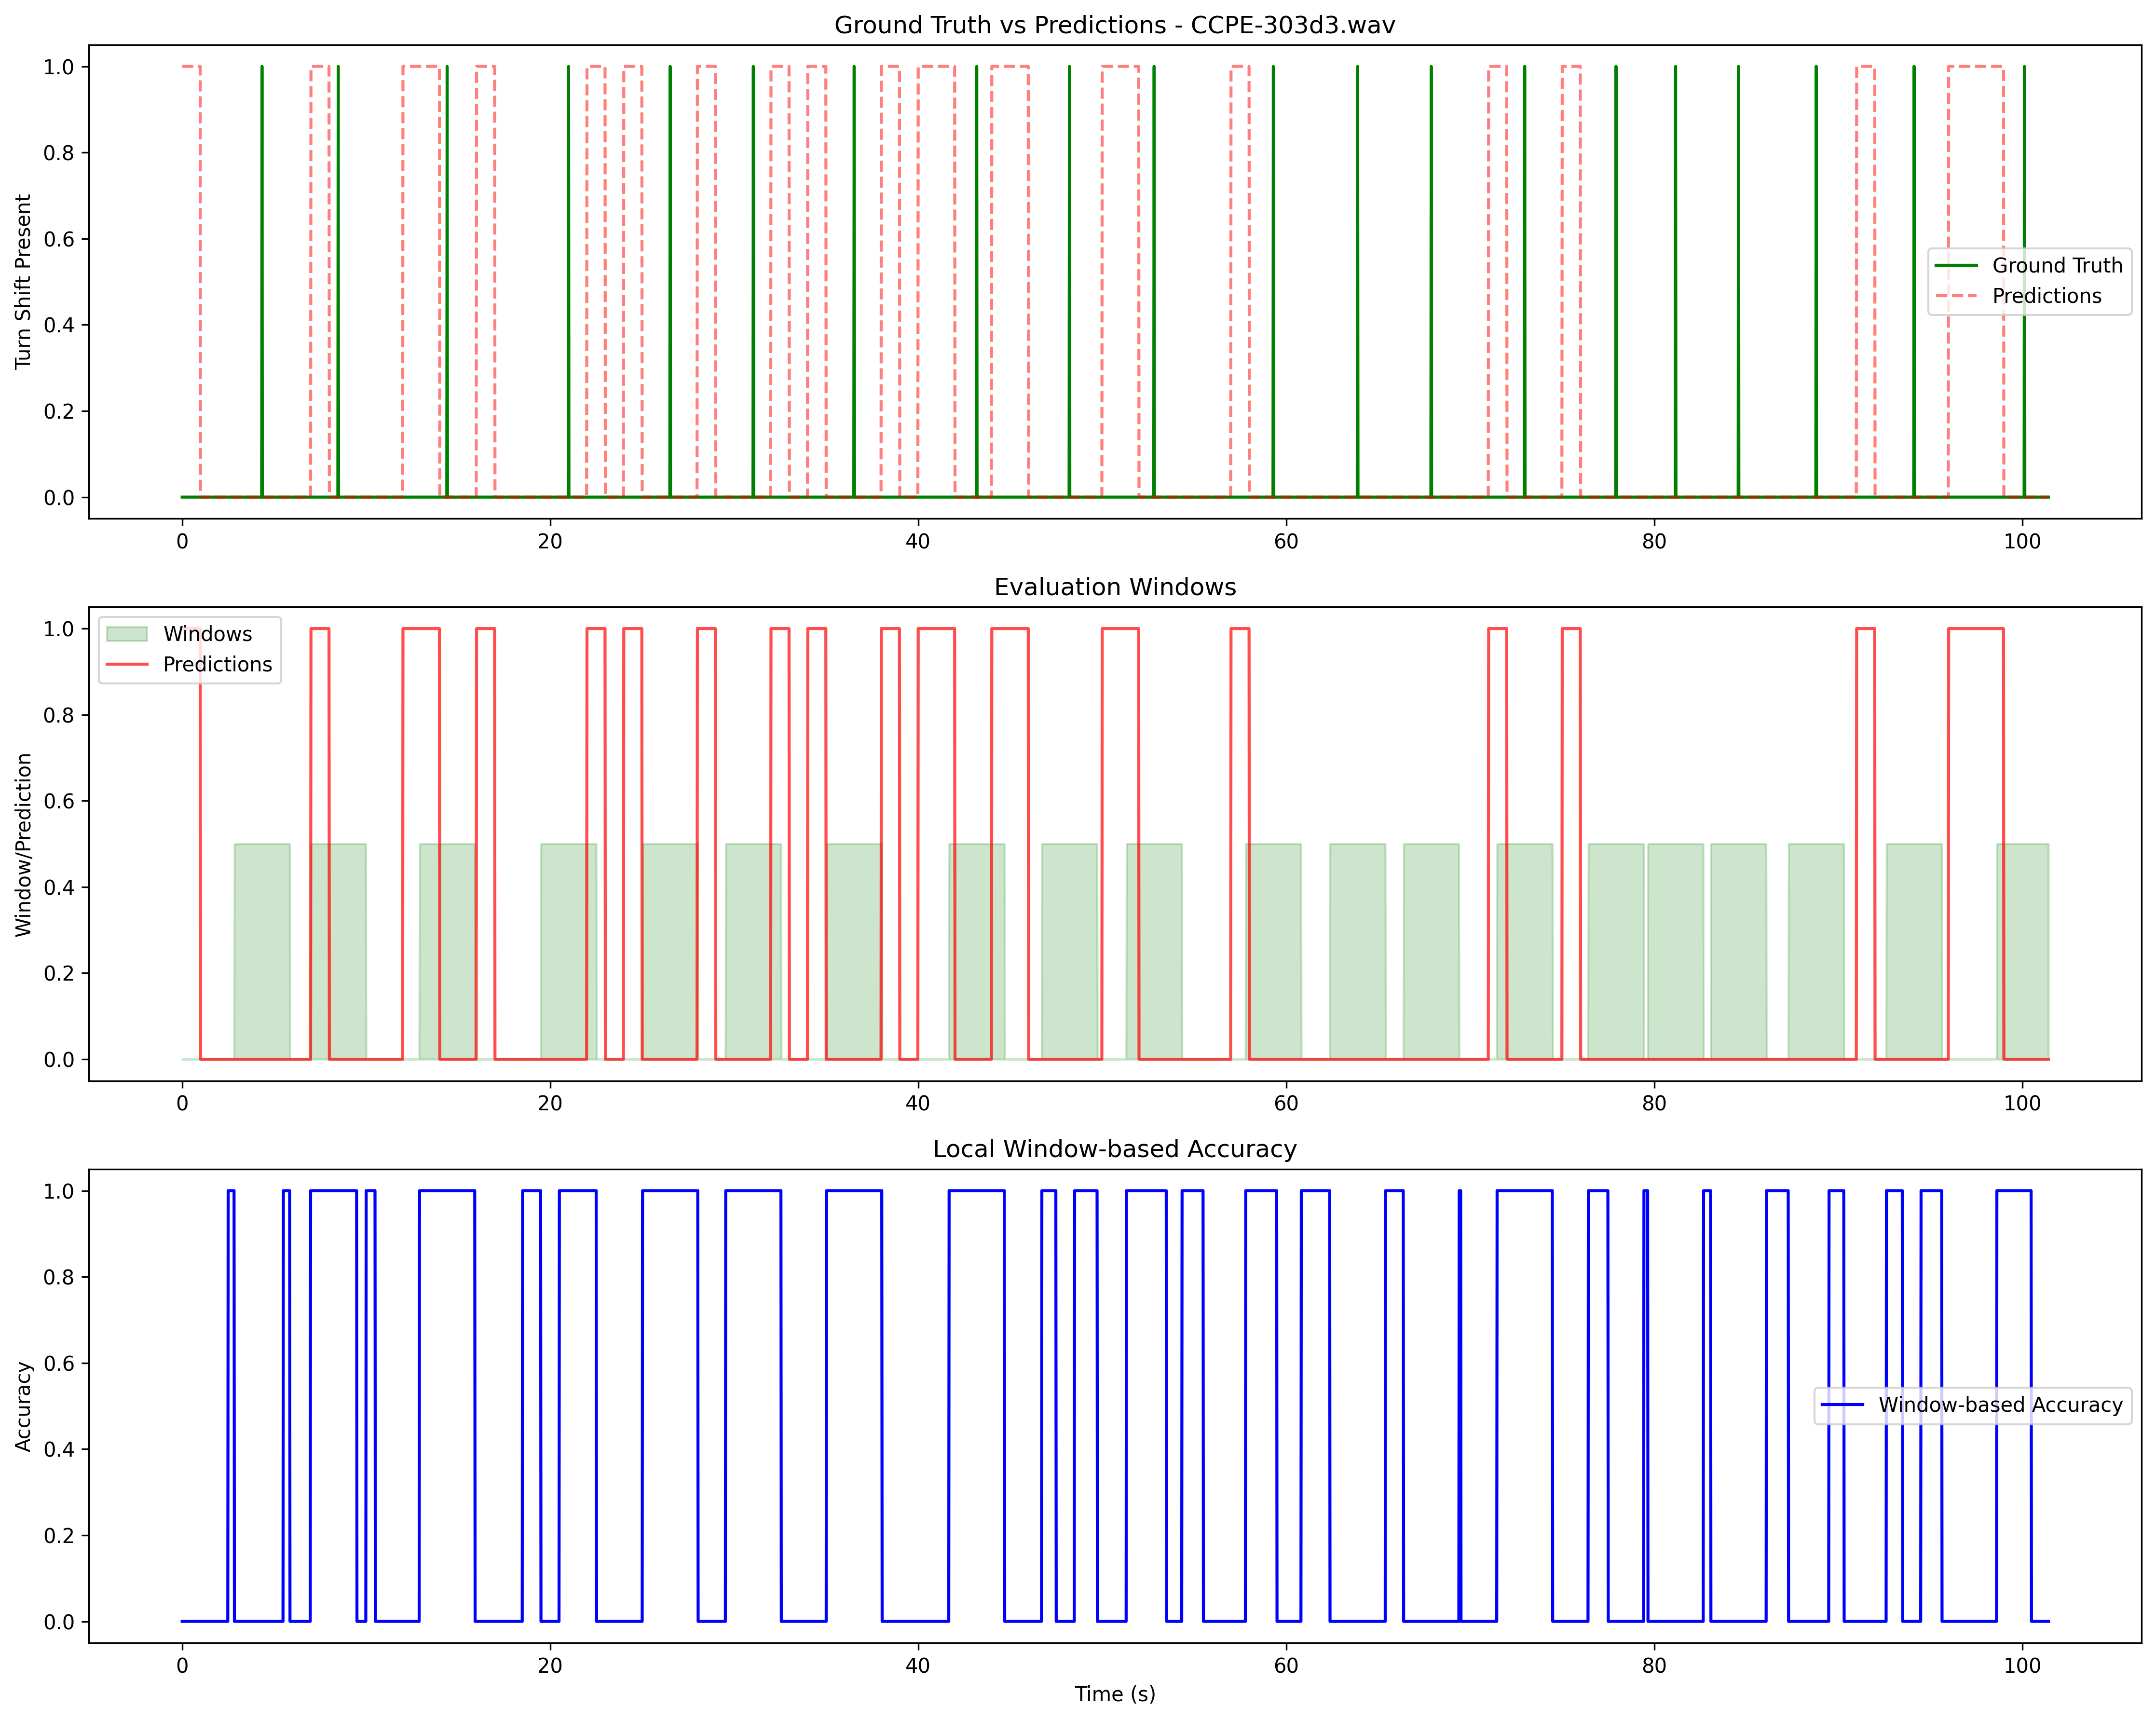 Ground Truth vs Predictions - CCPE-303d3.wav
1.0
0.8
0.6
0.4
0.2
0.0
Turn Shift Present
Ground Truth
Predictions
0 20 40 60 80 100
Evaluation Windows
1.0
0.8
0.6
0.4
0.2
0.0
Window/Prediction
Windows
Predictions
0 20 40 60 80 100
Local Window-based Accuracy
1.0
0.8
0.6
0.4
0.2
0.0
Accuracy
Window-based Accuracy
0 20 40 60 80 100
Time (s)